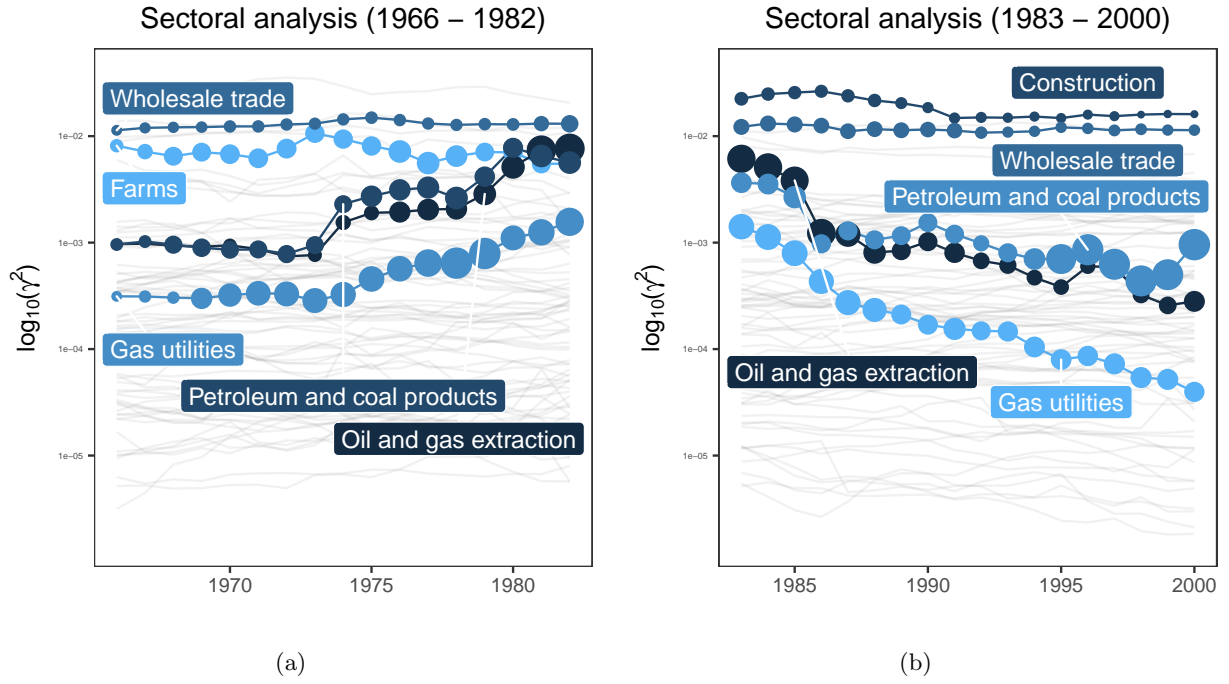 Sectoral analysis (1966 − 1982)
log10(γ2)
1e−02
1e−03
1e−04
1e−05
Wholesale trade
Farms
Gas utilities
Petroleum and coal products
Oil and gas extraction
1970
1975
1980
(a)
Sectoral analysis (1983 − 2000)
log10(γ2)
1e−02
1e−03
1e−04
1e−05
Construction
Wholesale trade
Petroleum and coal products
Oil and gas extraction
Gas utilities
1985
1990
1995
2000
(b)